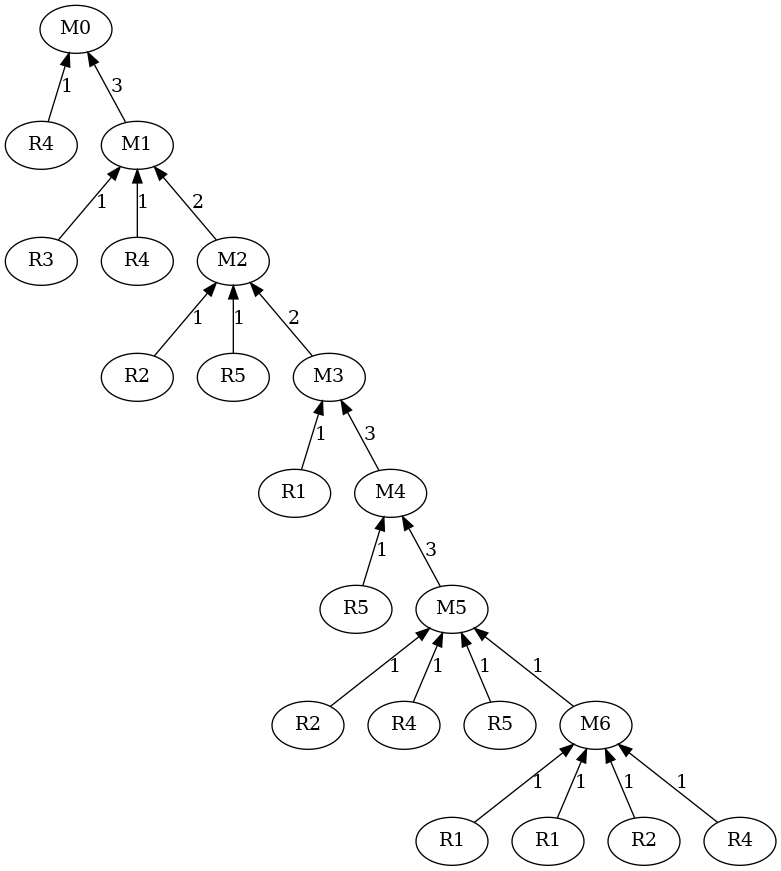 M0
1 3
R4 M1
1 1 2
R3 R4 M2
1 1 2
R2 R5 M3
1 3
R1 M4
1 3
R5 M5
1 1 1 1
R2 R4 R5 M6
1 1 1 1
R1 R1 R2 R4